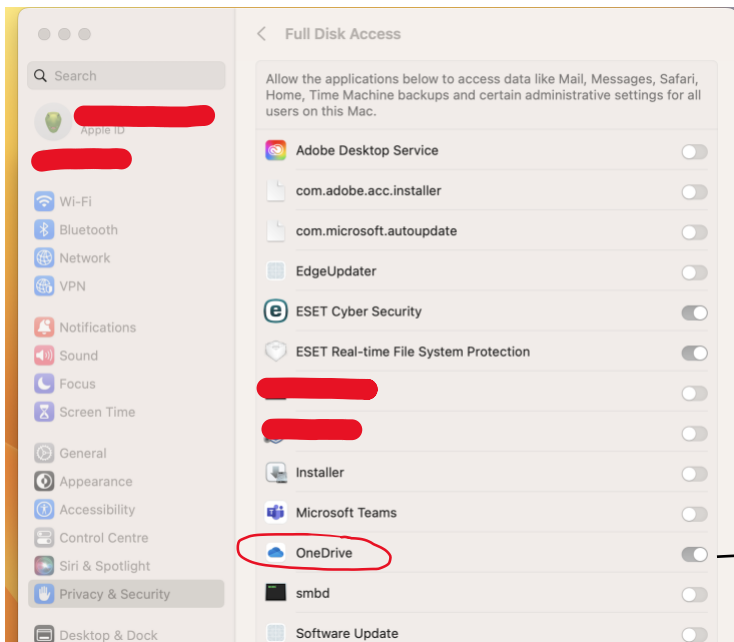 Full Disk Access
Search
Apple ID
Wi-Fi
Bluetooth
Network
VPN
Notifications
Sound
Focus
Screen Time
General
Appearance
Accessibility
Control Centre
Siri & Spotlight
Privacy & Security
Desktop & Dock
Allow the applications below to access data like Mail, Messages, Safari,
Home, Time Machine backups and certain administrative settings for all
users on this Mac.
Adobe Desktop Service
com.adobe.acc.installer
com.microsoft.autoupdate
EdgeUpdater
ESET Cyber Security
ESET Real-time File System Protection
Installer
Microsoft Teams
OneDrive
smbd
Software Update